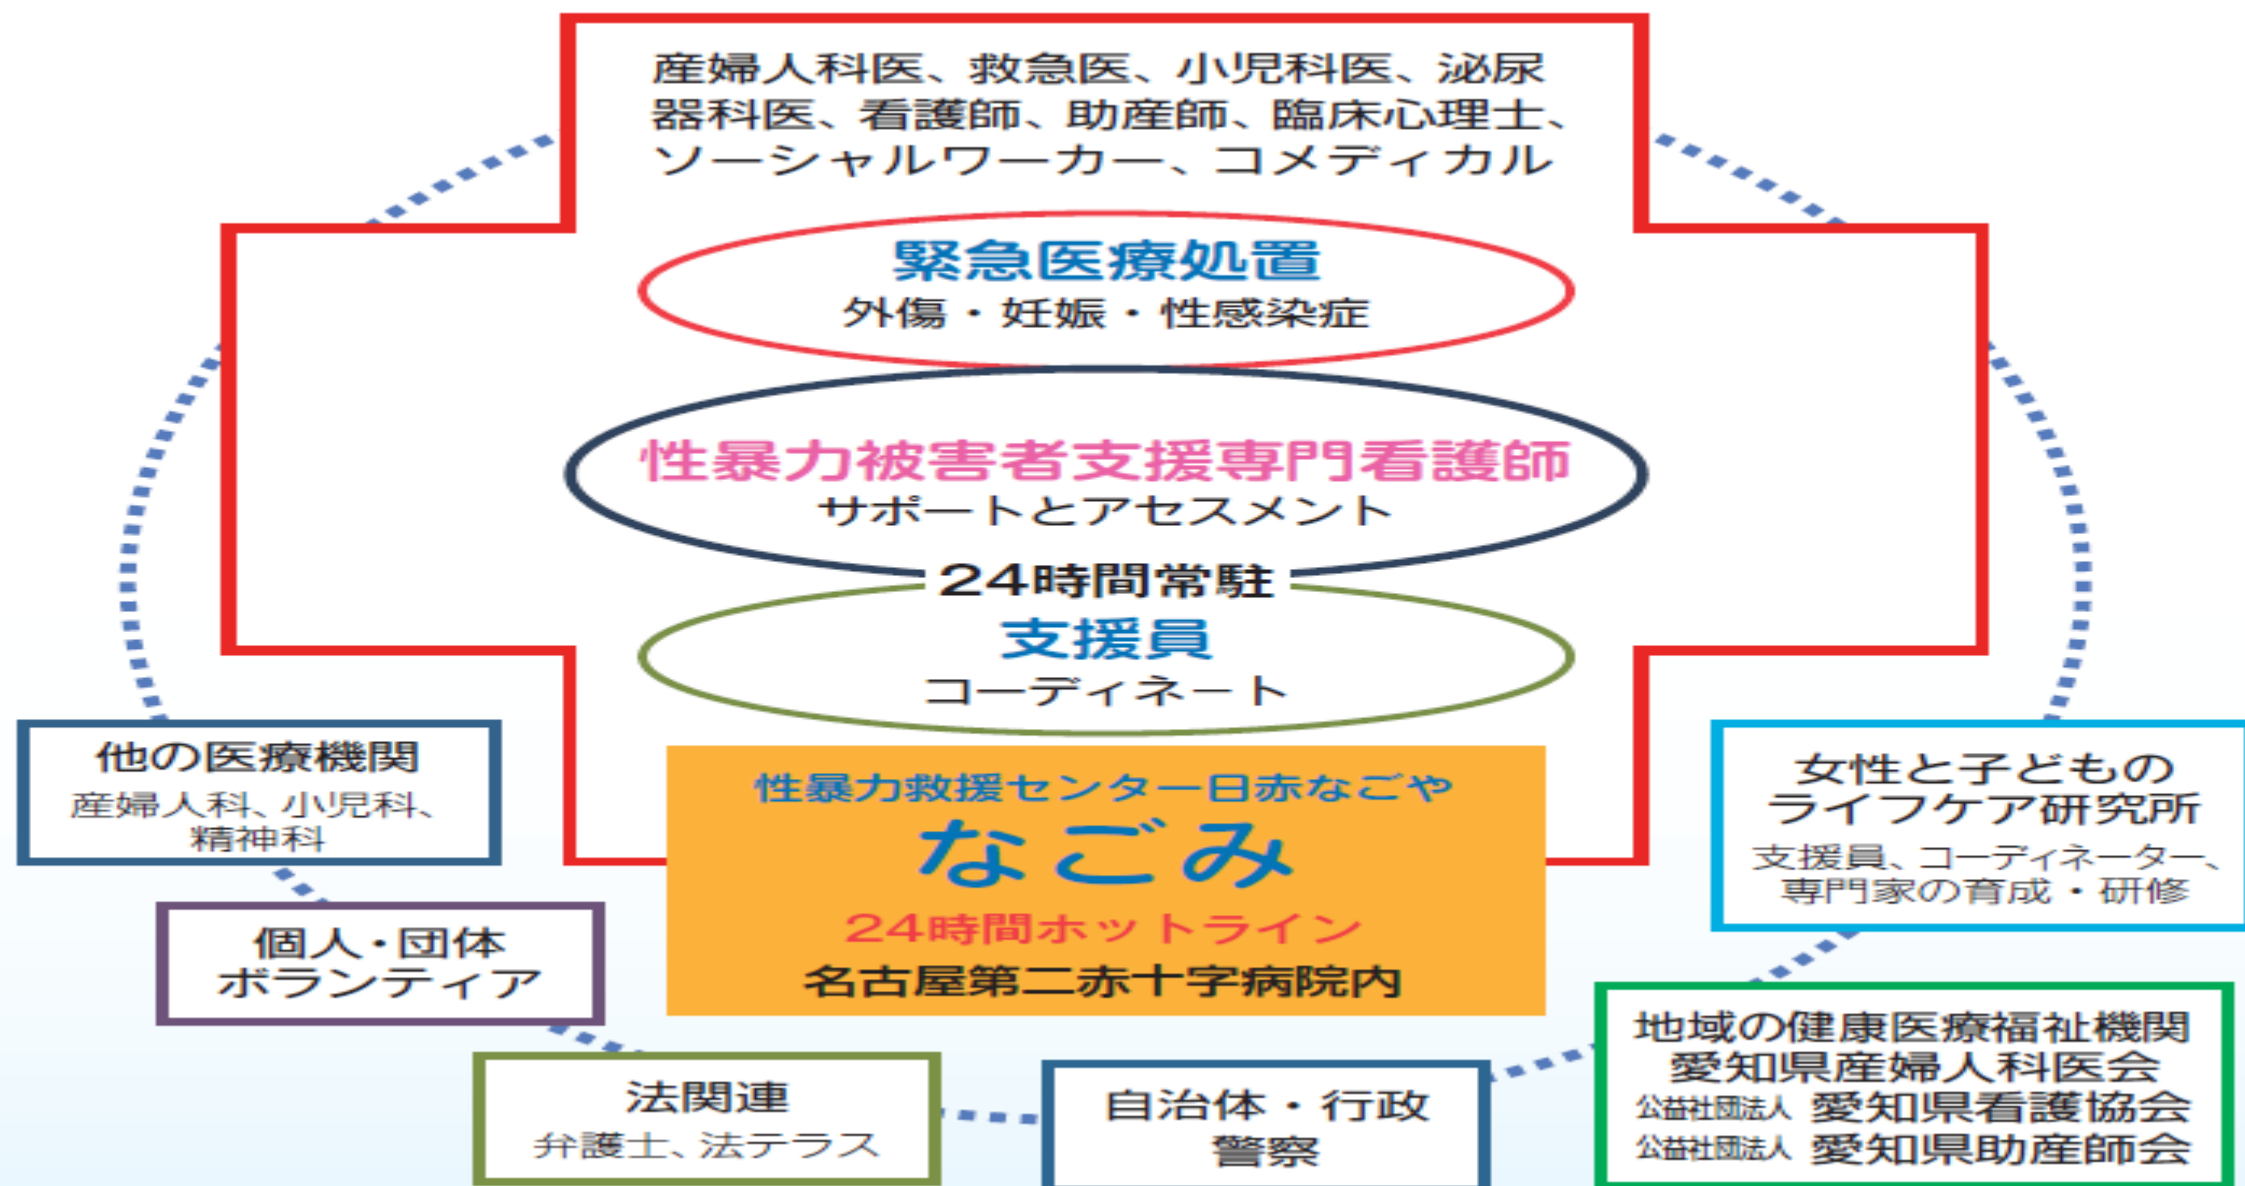 産婦人科医、救急医、小児科医、泌尿
器科医、看護師、助産師、臨床心理士、
ソーシャルワーカー、コメディカル
緊急医療処置
外傷・妊娠・性感染症
性暴力被害者支援専門看護師
サポートとアセスメント
24時間常駐
支援員
コーディネート
性暴力救援センター日赤なごや
なごみ
24時間ホットライン
名古屋第二赤十字病院内
他の医療機関
産婦人科、小児科、
精神科
個人・団体
ボランティア
法関連
弁護士、法テラス
自治体・行政
警察
女性と子どもの
ライフケア研究所
支援員、コーディネーター、
専門家の育成・研修
地域の健康医療福祉機関
愛知県産婦人科医会
公益社団法人 愛知県看護協会
公益社団法人 愛知県助産師会